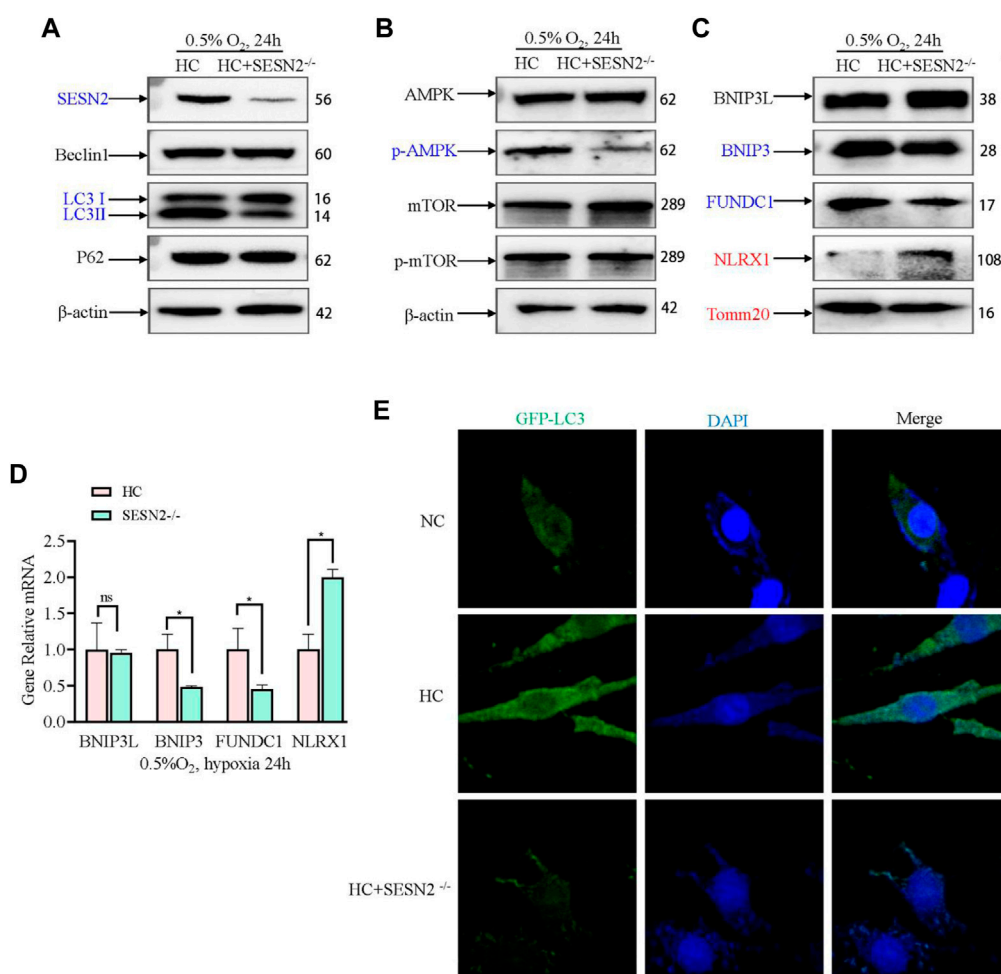 A
0.5% O₂, 24h
HC HC+SESN2⁻/⁻
SESN2 56
Beclin1 60
LC3 I 16
LC3II 14
P62 62
β-actin 42
B
0.5% O₂, 24h
HC HC+SESN2⁻/⁻
AMPK 62
p-AMPK 62
mTOR 289
p-mTOR 289
β-actin 42
C
0.5% O₂, 24h
HC HC+SESN2⁻/⁻
BNIP3L 38
BNIP3 28
FUNDC1 17
NLRX1 108
Tomm20 16
D
HC
SESN2-/-
Gene Relative mRNA
2.5
2.0
1.5
1.0
0.5
0.0
ns * * *
BNIP3L BNIP3 FUNDC1 NLRX1
0.5%O₂, hypoxia 24h
E
GFP-LC3 DAPI Merge
NC
HC
HC+SESN2 ⁻/⁻